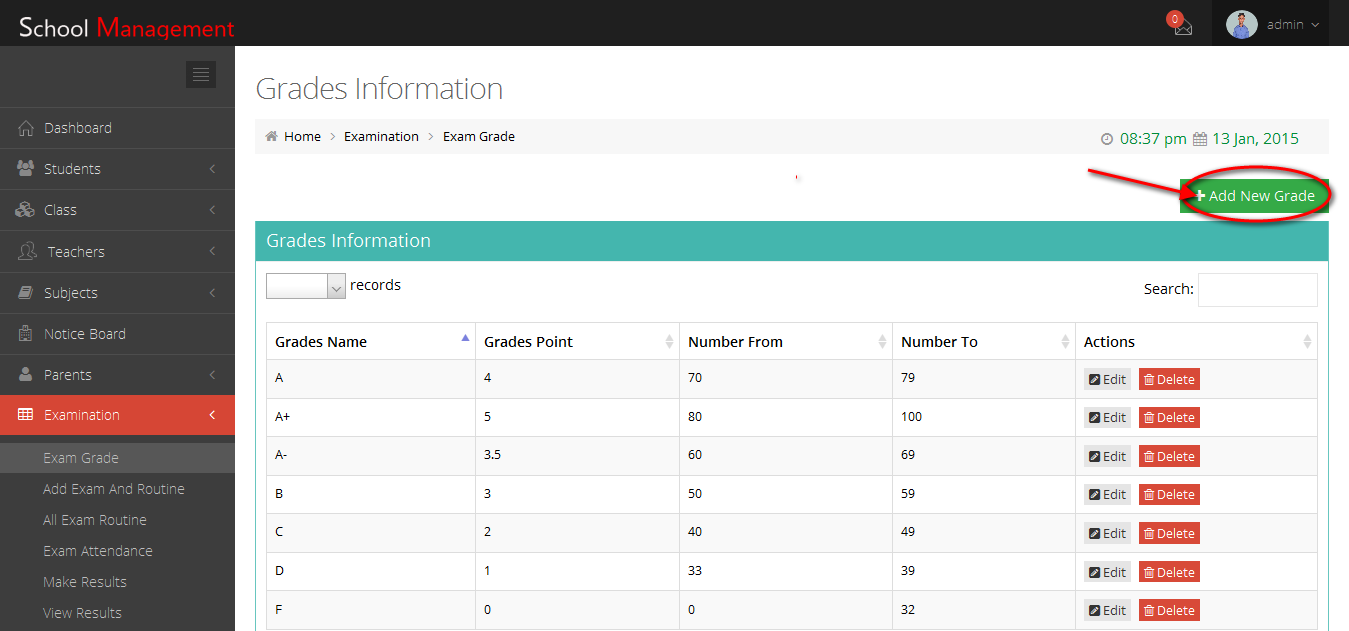 School Management
0
admin
Grades Information
Home > Examination > Exam Grade
08:37 pm 13 Jan, 2015
Add New Grade
Dashboard
Students
Class
Teachers
Subjects
Notice Board
Parents
Examination
Exam Grade
Add Exam And Routine
All Exam Routine
Exam Attendance
Make Results
View Results
Grades Information
records
Search:
Grades Name Grades Point Number From Number To Actions
A 4 70 79 Edit Delete
A+ 5 80 100 Edit Delete
A- 3.5 60 69 Edit Delete
B 3 50 59 Edit Delete
C 2 40 49 Edit Delete
D 1 33 39 Edit Delete
F 0 0 32 Edit Delete